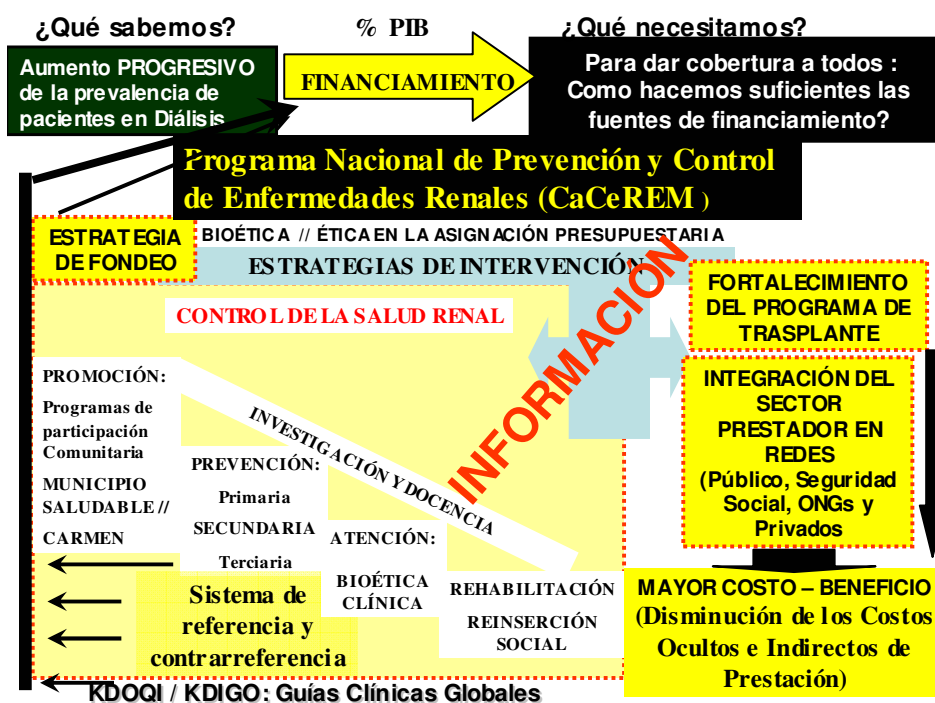 ¿Qué sabemos?
% PIB
¿Qué necesitamos?
Aumento PROGRESIVO
de la prevalencia de
pacientes en Diálisis
FINANCIAMIENTO
Para dar cobertura a todos :
Como hacemos suficientes las
fuentes de financiamiento?
Programa Nacional de Prevención y Control
de Enfermedades Renales (CaCeREM )
ESTRATEGIA
DE FONDEO
BIOÉTICA // ÉTICA EN LA ASIGNACIÓN PRESUPUESTARIA
ESTRATEGIAS DE INTERVENCIÓN
CONTROL DE LA SALUD RENAL
INFORMACION
FORTALECIMIENTO
DEL PROGRAMA DE
TRASPLANTE
INTEGRACIÓN DEL
SECTOR
PRESTADOR EN
REDES
(Público, Seguridad
Social, ONGs y
Privados
PROMOCIÓN:
Programas de
participación
Comunitaria
MUNICIPIO
SALUDABLE //
CARMEN
INVESTIGACIÓN Y DOCENCIA
PREVENCIÓN:
Primaria
SECUNDARIA
Terciaria
ATENCIÓN:
BIOÉTICA
CLÍNICA
REHABILITACIÓN
REINSERCIÓN
SOCIAL
Sistema de
referencia y
contrarreferencia
MAYOR COSTO – BENEFICIO
(Disminución de los Costos
Ocultos e Indirectos de
Prestación)
KDOQI / KDIGO: Guías Clínicas Globales